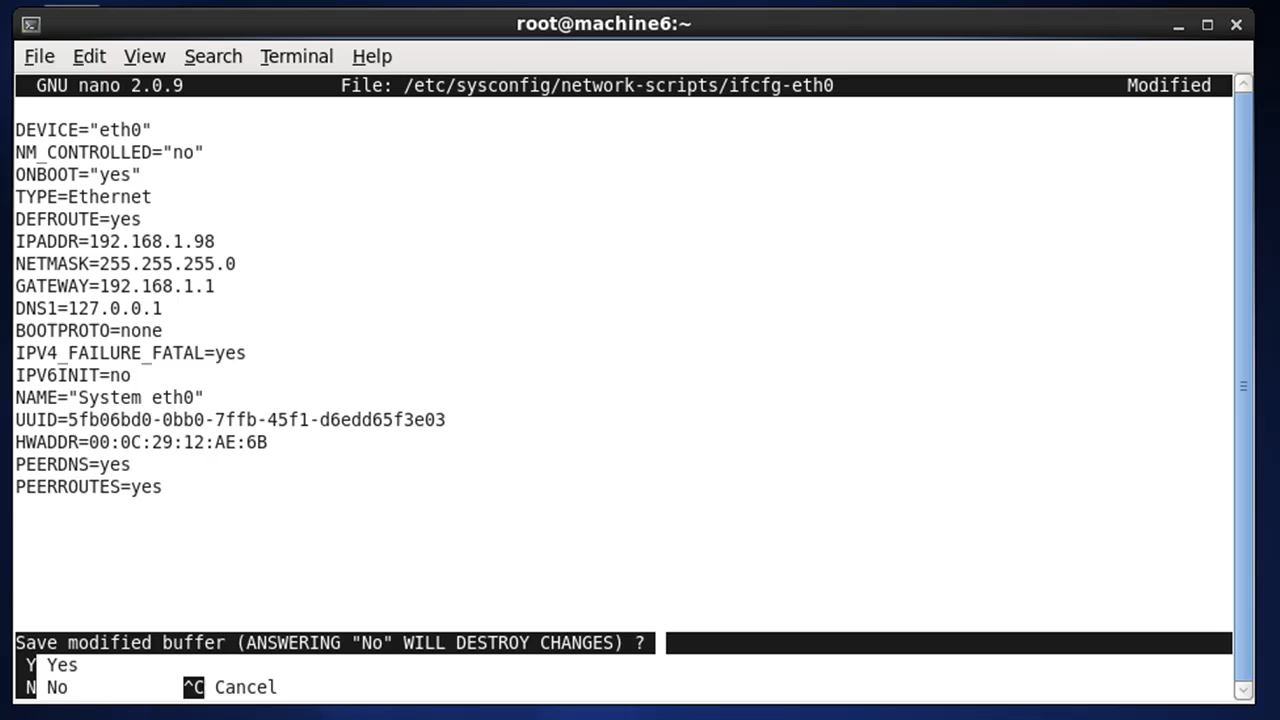 root@machine6:~
File Edit View Search Terminal Help
GNU nano 2.0.9 File: /etc/sysconfig/network-scripts/ifcfg-eth0 Modified
DEVICE="eth0"
NM_CONTROLLED="no"
ONBOOT="yes"
TYPE=Ethernet
DEFROUTE=yes
IPADDR=192.168.1.98
NETMASK=255.255.255.0
GATEWAY=192.168.1.1
DNS1=127.0.0.1
BOOTPROTO=none
IPV4_FAILURE_FATAL=yes
IPV6INIT=no
NAME="System eth0"
UUID=5fb06bd0-0bb0-7ffb-45f1-d6edd65f3e03
HWADDR=00:0C:29:12:AE:6B
PEERDNS=yes
PEERROUTES=yes
Save modified buffer (ANSWERING "No" WILL DESTROY CHANGES) ?
Y Yes
N No ^C Cancel